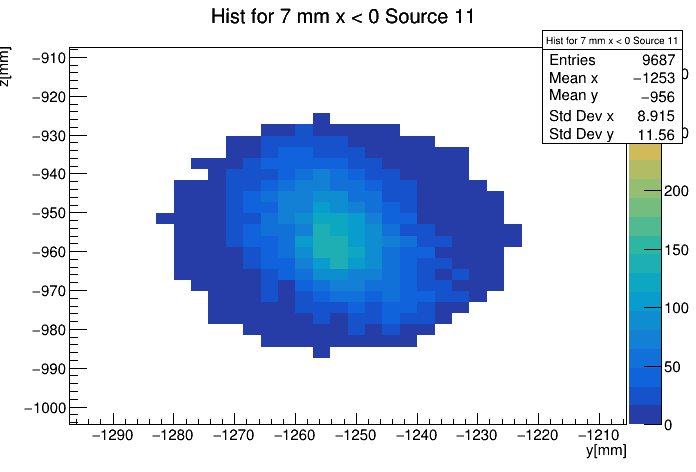 Hist for 7 mm x < 0 Source 11
Hist for 7 mm x < 0 Source 11
Entries 9687
Mean x −1253
Mean y −956
Std Dev x 8.915
Std Dev y 11.56
z[mm]
−910
−920
−930
−940
−950
−960
−970
−980
−990
−1000
−1290 −1280 −1270 −1260 −1250 −1240 −1230 −1220 −1210
y[mm]
200
150
100
50
0